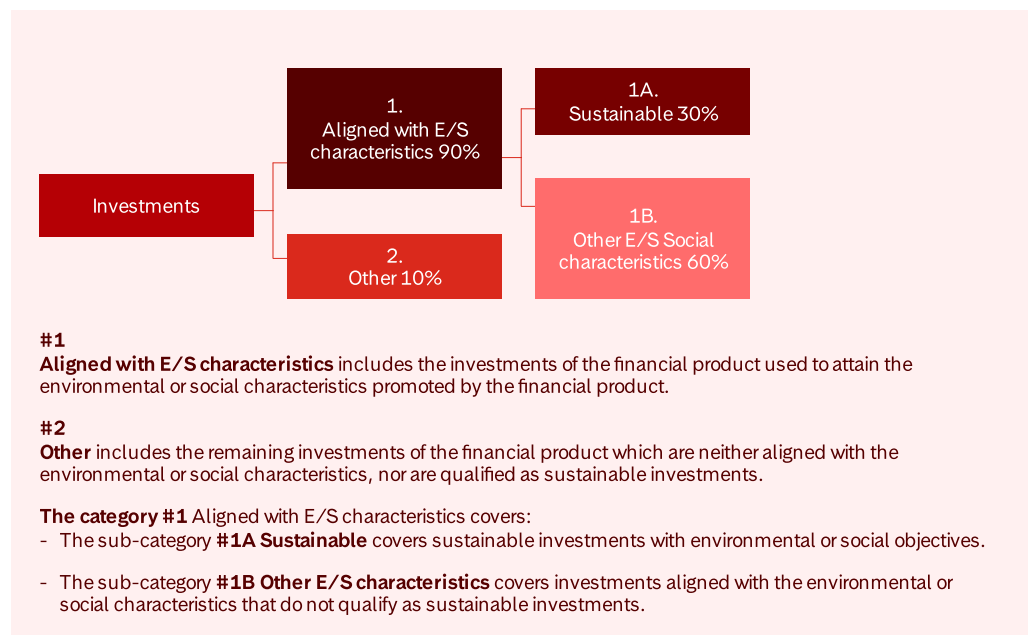 1.
Aligned with E/S
characteristics 90%
1A.
Sustainable 30%
Investments
1B.
Other E/S Social
characteristics 60%
2.
Other 10%
#1
Aligned with E/S characteristics includes the investments of the financial product used to attain the
environmental or social characteristics promoted by the financial product.
#2
Other includes the remaining investments of the financial product which are neither aligned with the
environmental or social characteristics, nor are qualified as sustainable investments.
The category #1 Aligned with E/S characteristics covers:
- The sub-category #1A Sustainable covers sustainable investments with environmental or social objectives.
- The sub-category #1B Other E/S characteristics covers investments aligned with the environmental or
social characteristics that do not qualify as sustainable investments.